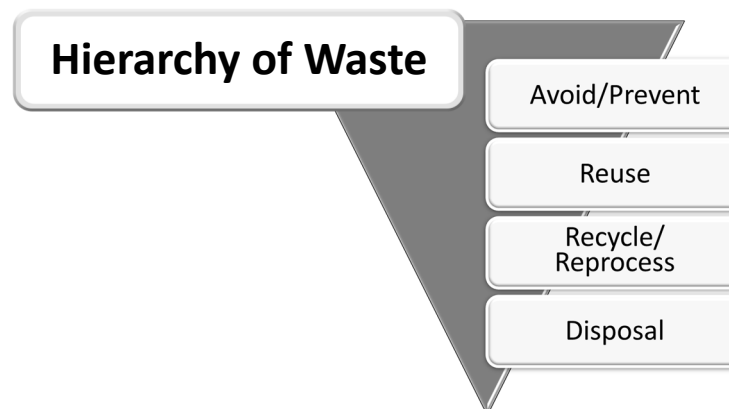 Hierarchy of Waste
Avoid/Prevent
Reuse
Recycle/
Reprocess
Disposal